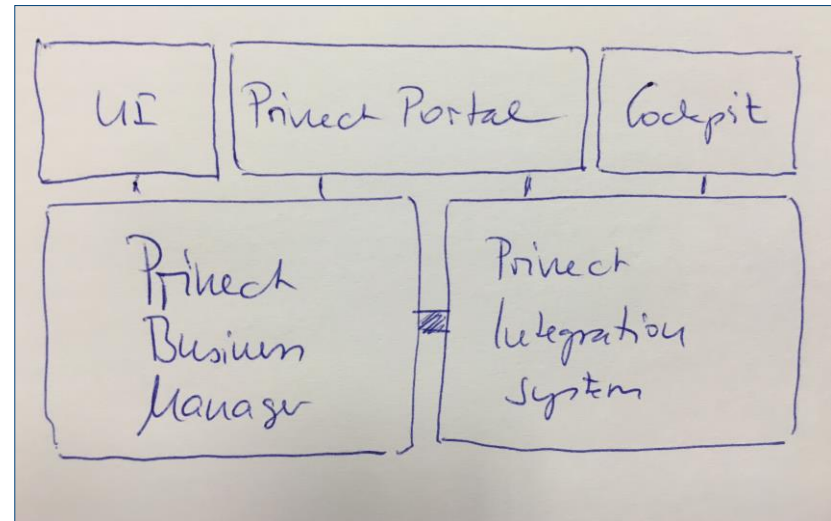 UI
Prinect Portal
Cockpit
Prinect
Business
Manager
Prinect
Integration
System